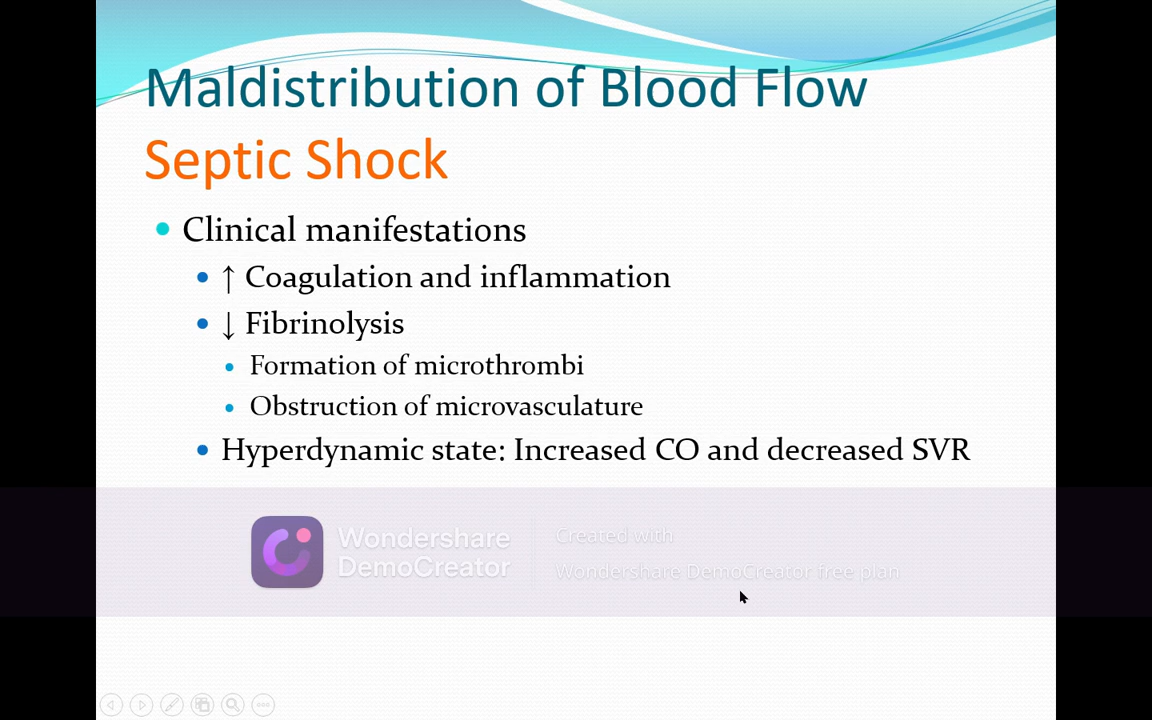 Maldistribution of Blood Flow
Septic Shock
Clinical manifestations
↑ Coagulation and inflammation
↓ Fibrinolysis
Formation of microthrombi
Obstruction of microvasculature
Hyperdynamic state: Increased CO and decreased SVR
Wondershare
DemoCreator
Created with
Wondershare DemoCreator free plan